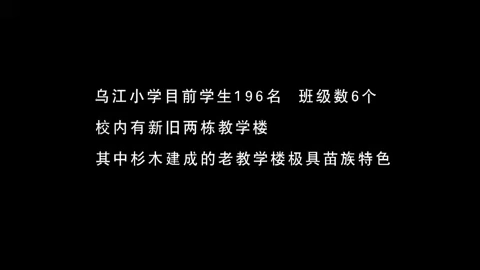 乌江小学目前学生196名 班级数6个
校内有新旧两栋教学楼
其中杉木建成的老教学楼极具苗族特色